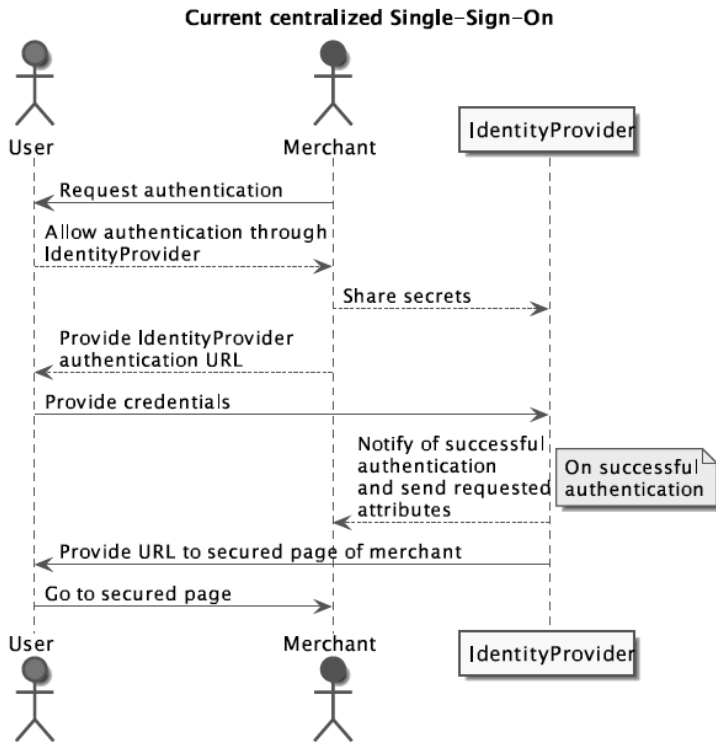 Current centralized Single-Sign-On
User
Merchant
IdentityProvider
Request authentication
Allow authentication through
IdentityProvider
Share secrets
Provide IdentityProvider
authentication URL
Provide credentials
Notify of successful
authentication
and send requested
attributes
On successful
authentication
Provide URL to secured page of merchant
Go to secured page
User
Merchant
IdentityProvider